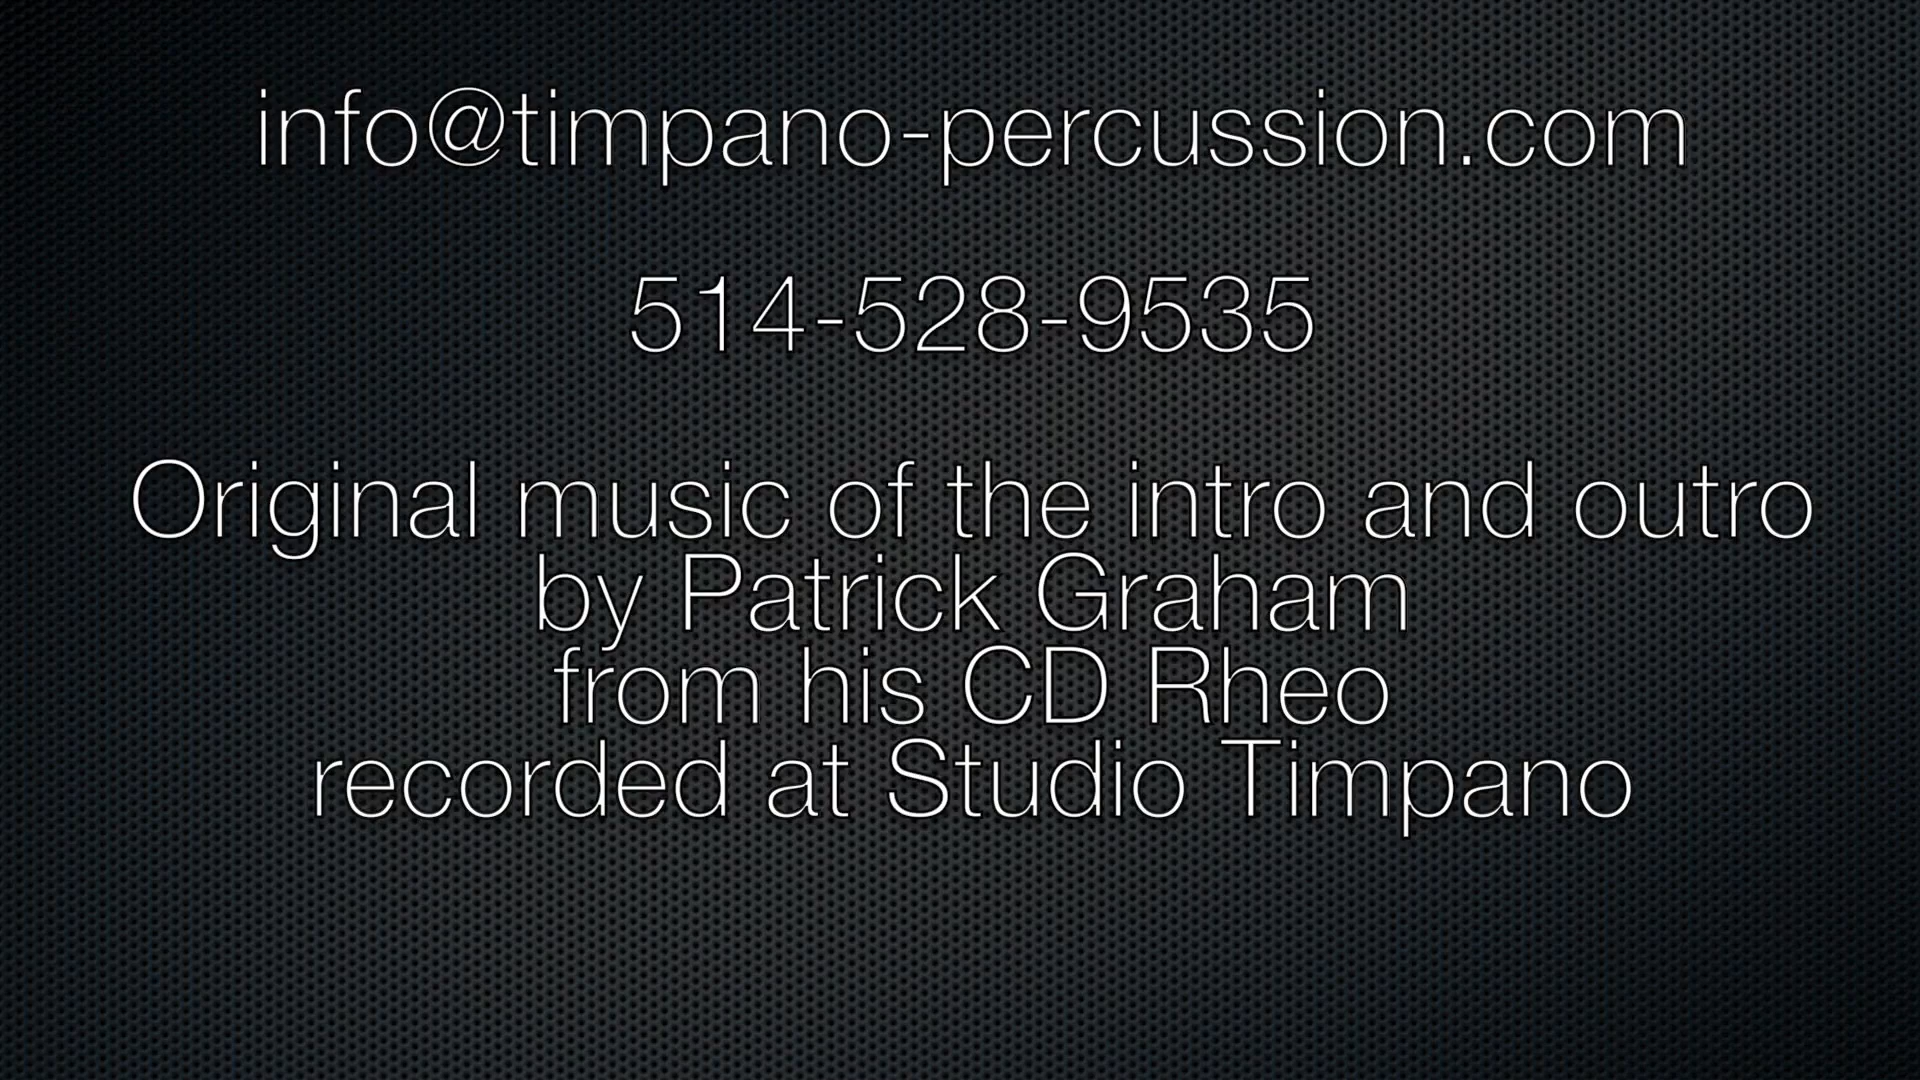 info@timpano-percussion.com
514-528-9535
Original music of the intro and outro
by Patrick Graham
from his CD Rheo
recorded at Studio Timpano